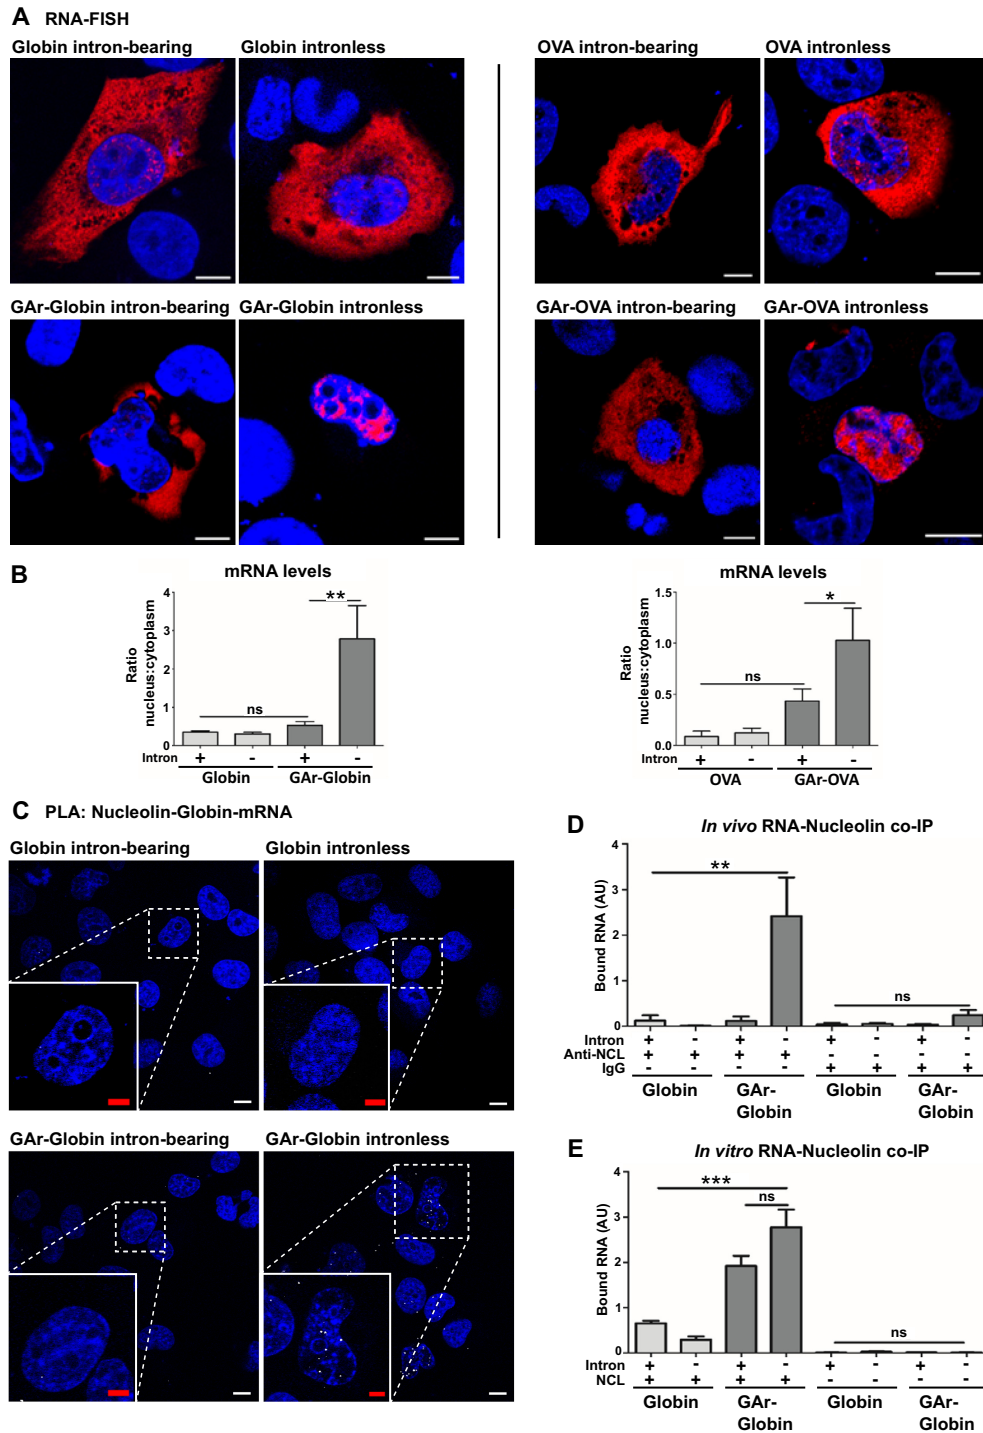 A RNA-FISH
Globin intron-bearing Globin intronless OVA intron-bearing OVA intronless
GAr-Globin intron-bearing GAr-Globin intronless GAr-OVA intron-bearing GAr-OVA intronless
B mRNA levels mRNA levels
Ratio nucleus:cytoplasm
4
3
2
1
0
**
ns
Intron + - + -
Globin GAr-Globin
Ratio nucleus:cytoplasm
1.5
1.0
0.5
0.0
*
ns
Intron + - + -
OVA GAr-OVA
C PLA: Nucleolin-Globin-mRNA
Globin intron-bearing Globin intronless
GAr-Globin intron-bearing GAr-Globin intronless
D In vivo RNA-Nucleolin co-IP
Bound RNA (AU)
4
3
2
1
0
**
ns
Intron + - + - + - + -
Anti-NCL + + + + - - - -
IgG - - - - + + + +
Globin GAr-Globin Globin GAr-Globin
E In vitro RNA-Nucleolin co-IP
Bound RNA (AU)
4
3
2
1
0
***
ns
ns
Intron + - + - + - + -
NCL + + + + - - - -
Globin GAr-Globin Globin GAr-Globin